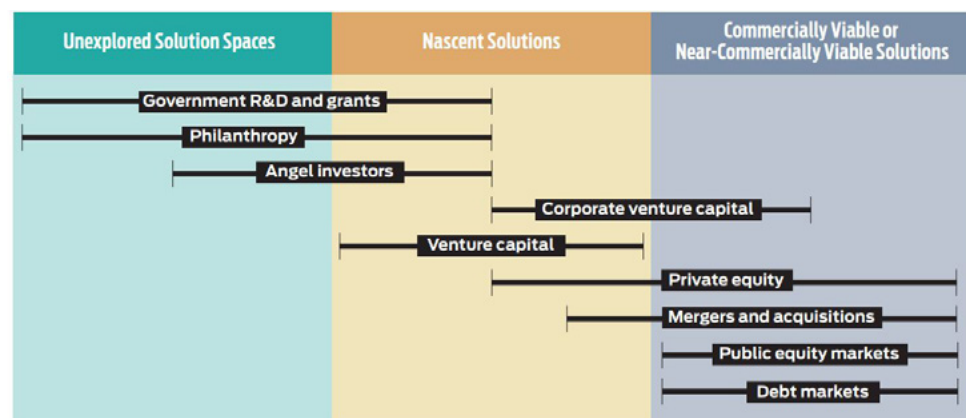 Unexplored Solution Spaces
Nascent Solutions
Commercially Viable or
Near-Commercially Viable Solutions
Government R&D and grants
Philanthropy
Angel investors
Corporate venture capital
Venture capital
Private equity
Mergers and acquisitions
Public equity markets
Debt markets